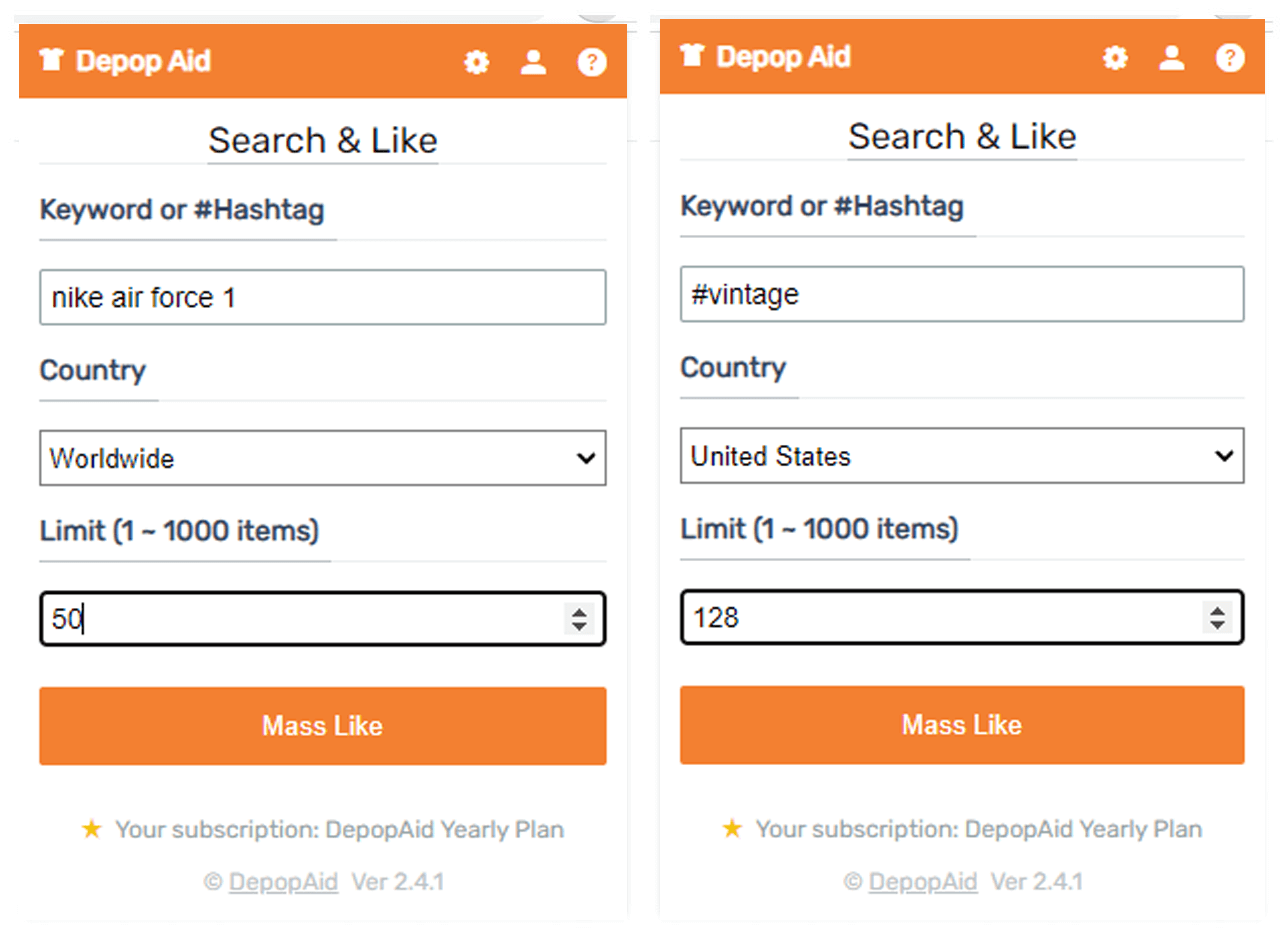 Depop Aid
Search & Like
Keyword or #Hashtag
nike air force 1
Country
Worldwide
Limit (1 ~ 1000 items)
50
Mass Like
★ Your subscription: DepopAid Yearly Plan
© DepopAid Ver 2.4.1
Depop Aid
Search & Like
Keyword or #Hashtag
#vintage
Country
United States
Limit (1 ~ 1000 items)
128
Mass Like
★ Your subscription: DepopAid Yearly Plan
© DepopAid Ver 2.4.1